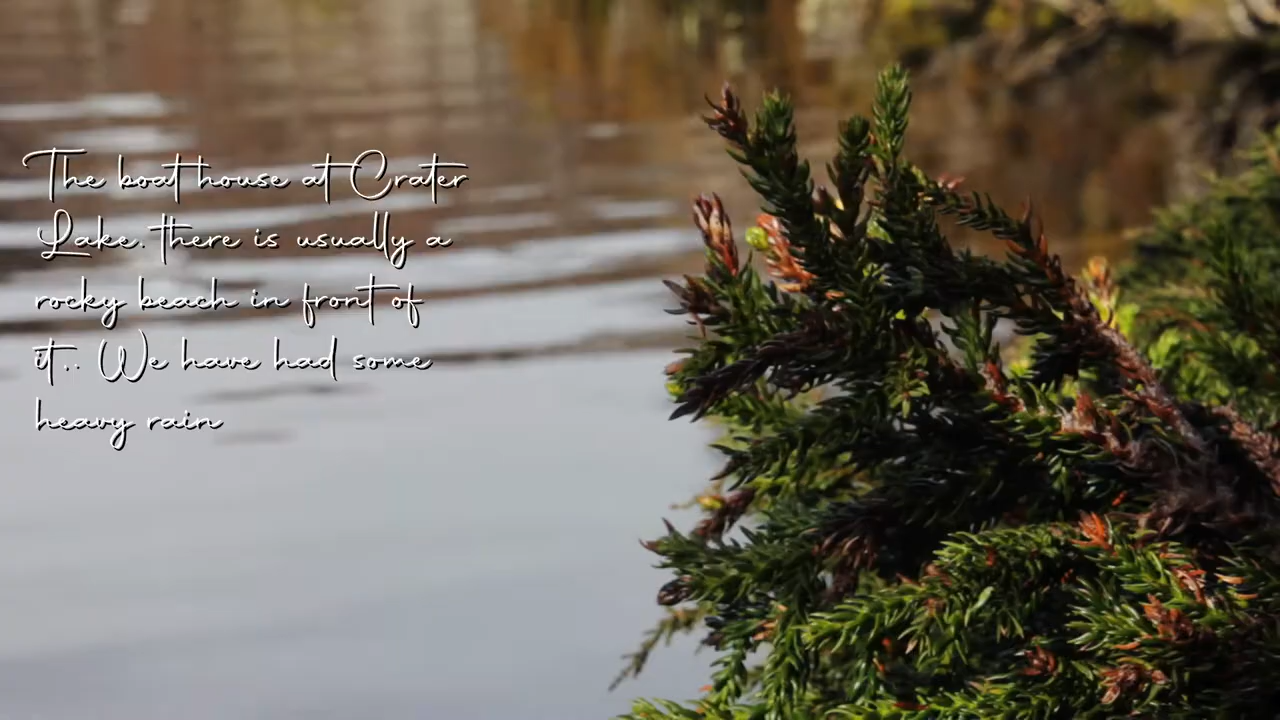 The boat house at Crater
Lake. there is usually a
rocky beach in front of
it.. We have had some
heavy rain